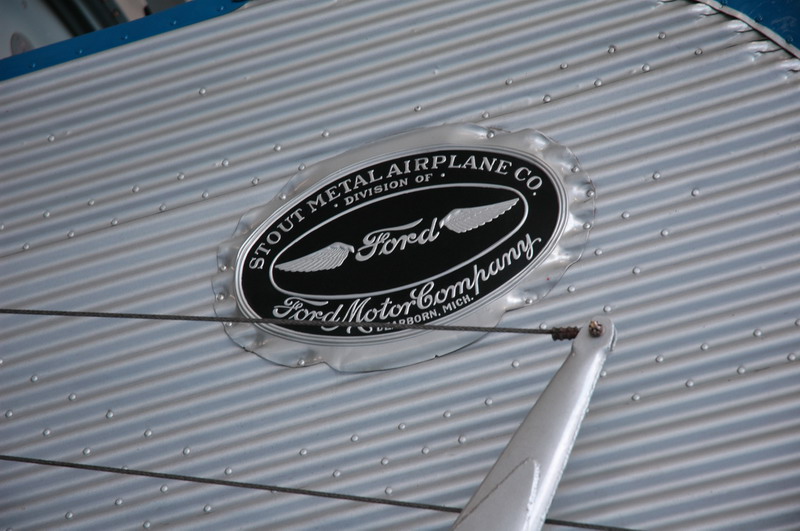 STOUT METAL AIRPLANE CO.
· DIVISION OF ·
Ford
Ford Motor Company
DEARBORN, MICH.